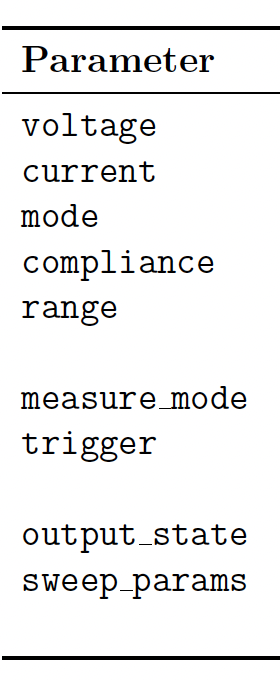 Parameter
voltage
current
mode
compliance
range
measure_mode
trigger
output_state
sweep_params